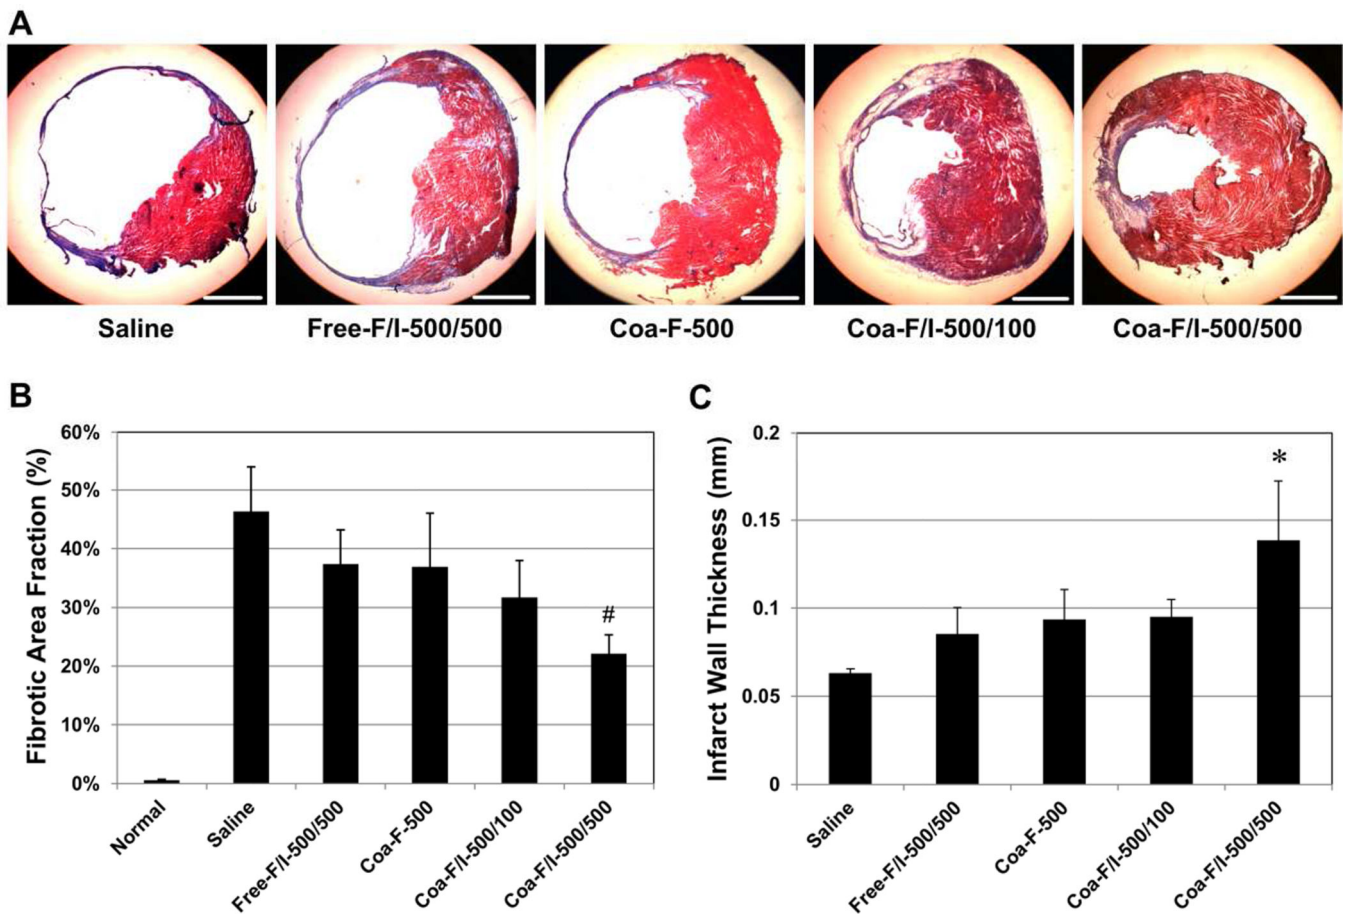 A
Saline
Free-F/I-500/500
Coa-F-500
Coa-F/I-500/100
Coa-F/I-500/500
B
Fibrotic Area Fraction (%)
60%
50%
40%
30%
20%
10%
0%
#
Normal
Saline
Free-F/I-500/500
Coa-F-500
Coa-F/I-500/100
Coa-F/I-500/500
C
Infarct Wall Thickness (mm)
0.2
0.15
0.1
0.05
0
*
Saline
Free-F/I-500/500
Coa-F-500
Coa-F/I-500/100
Coa-F/I-500/500